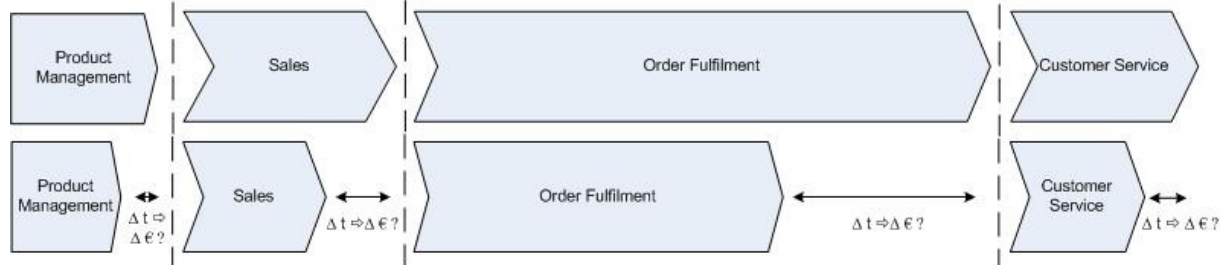 Product
Management
Sales
Order Fulfilment
Customer Service
Product
Management
Δ t ⇨
Δ € ?
Sales
Δ t ⇨Δ € ?
Order Fulfilment
Δ t ⇨Δ € ?
Customer
Service
Δ t ⇨ Δ € ?